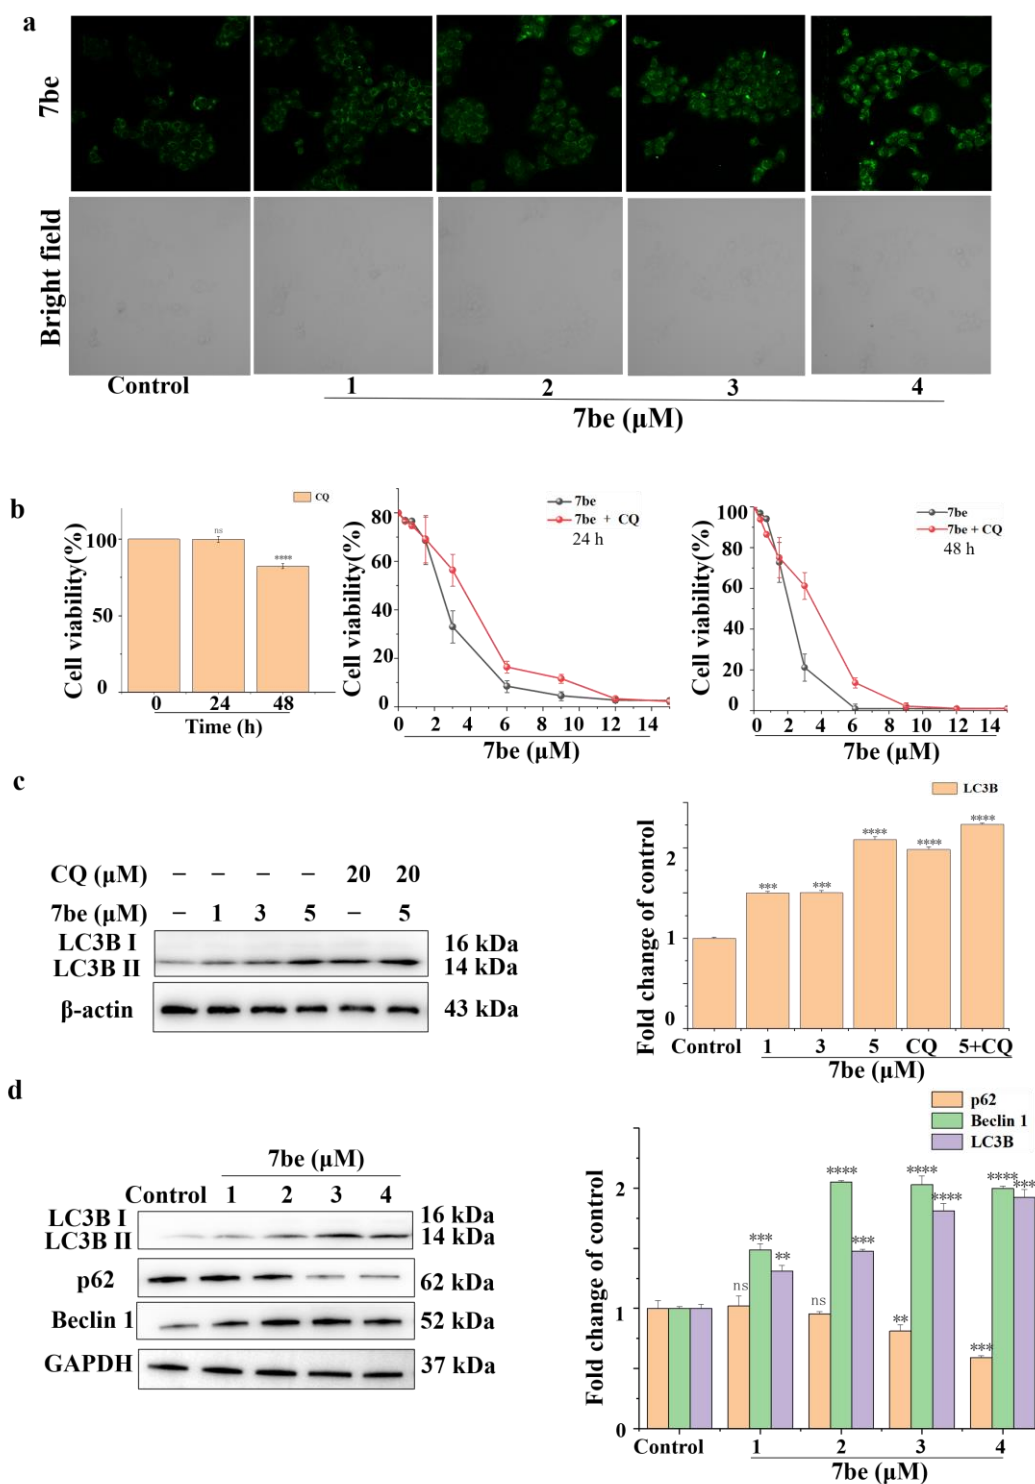 a
7be
Bright field
Control 1 2 3 4
7be (μM)
b
Cell viability(%)
100
50
0
CQ
ns
****
0 24 48
Time (h)
Cell viability(%)
80
60
40
20
0
7be
7be + CQ
24 h
0 2 4 6 8 10 12 14
7be (μM)
Cell viability(%)
100
80
60
40
20
0
7be
7be + CQ
48 h
0 2 4 6 8 10 12 14
7be (μM)
c
CQ (μM) – – – – 20 20
7be (μM) – 1 3 5 – 5
LC3B I 16 kDa
LC3B II 14 kDa
β-actin 43 kDa
LC3B
Fold change of control
2
1
0
*** *** **** **** ****
Control 1 3 5 CQ 5+CQ
7be (μM)
d
7be (μM)
Control 1 2 3 4
LC3B I 16 kDa
LC3B II 14 kDa
p62 62 kDa
Beclin 1 52 kDa
GAPDH 37 kDa
p62
Beclin 1
LC3B
Fold change of control
2
1
0
ns *** **
ns **** ***
** **** ****
*** **** ***
Control 1 2 3 4
7be (μM)